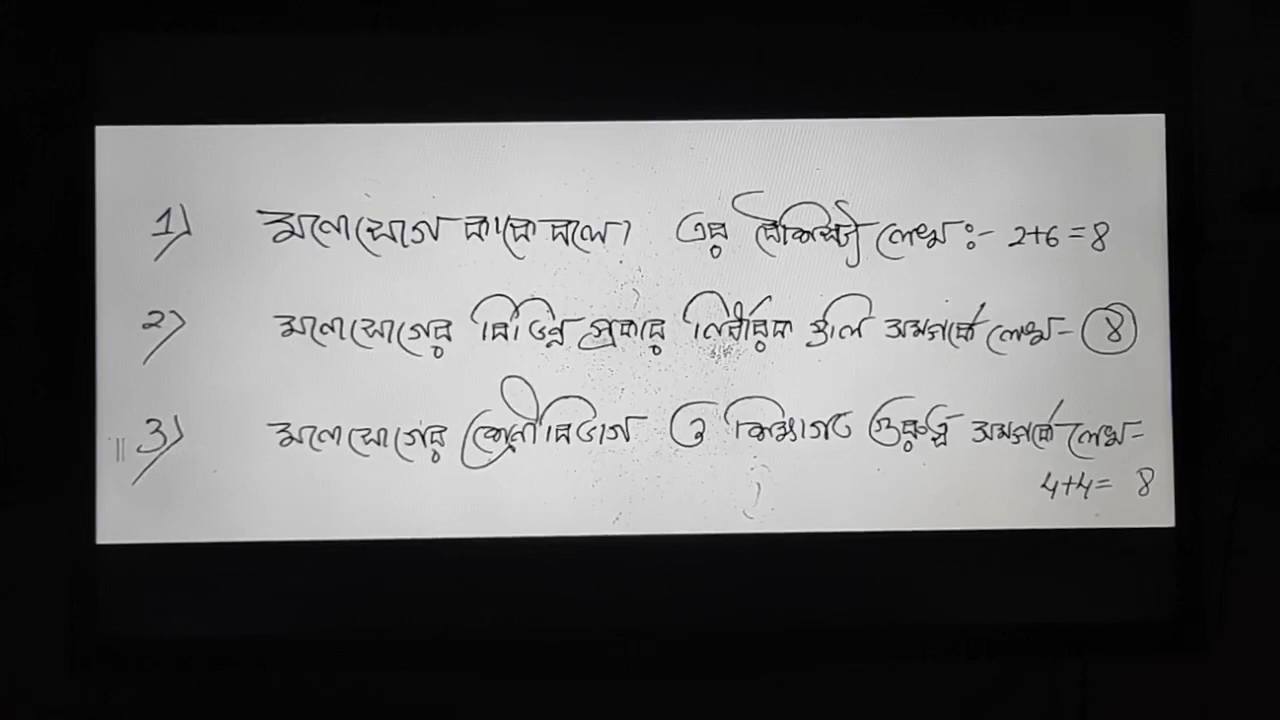 1) মনোযোগ কাকে বলে? এর বৈশিষ্ট্য লেখ :- 2+6=8
২) মনোযোগের বিভিন্ন প্রকার নির্ধারক গুলি সম্পর্কে লেখ- 8
3) মনোযোগের শ্রেণীবিভাগ ও শিক্ষাগত গুরুত্ব সম্পর্কে লেখ-
4+4= 8